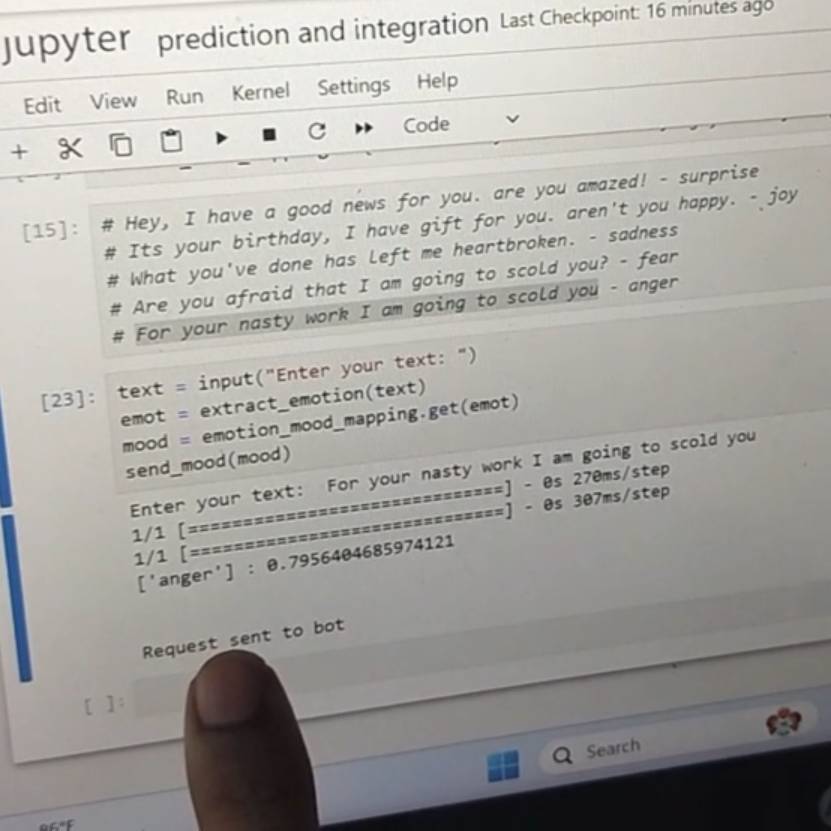 jupyter prediction and integration Last Checkpoint: 16 minutes ago
Edit View Run Kernel Settings Help
Code
[15]: # Hey, I have a good news for you. are you amazed! - surprise
# Its your birthday, I have gift for you. aren't you happy. - joy
# What you've done has left me heartbroken. - sadness
# Are you afraid that I am going to scold you? - fear
# For your nasty work I am going to scold you - anger
[23]: text = input("Enter your text: ")
emot = extract_emotion(text)
mood = emotion_mood_mapping.get(emot)
send_mood(mood)
Enter your text: For your nasty work I am going to scold you
1/1 [==============================] - 0s 270ms/step
1/1 [==============================] - 0s 307ms/step
['anger'] : 0.7956404685974121
Request sent to bot
[ ]:
Search
86°F